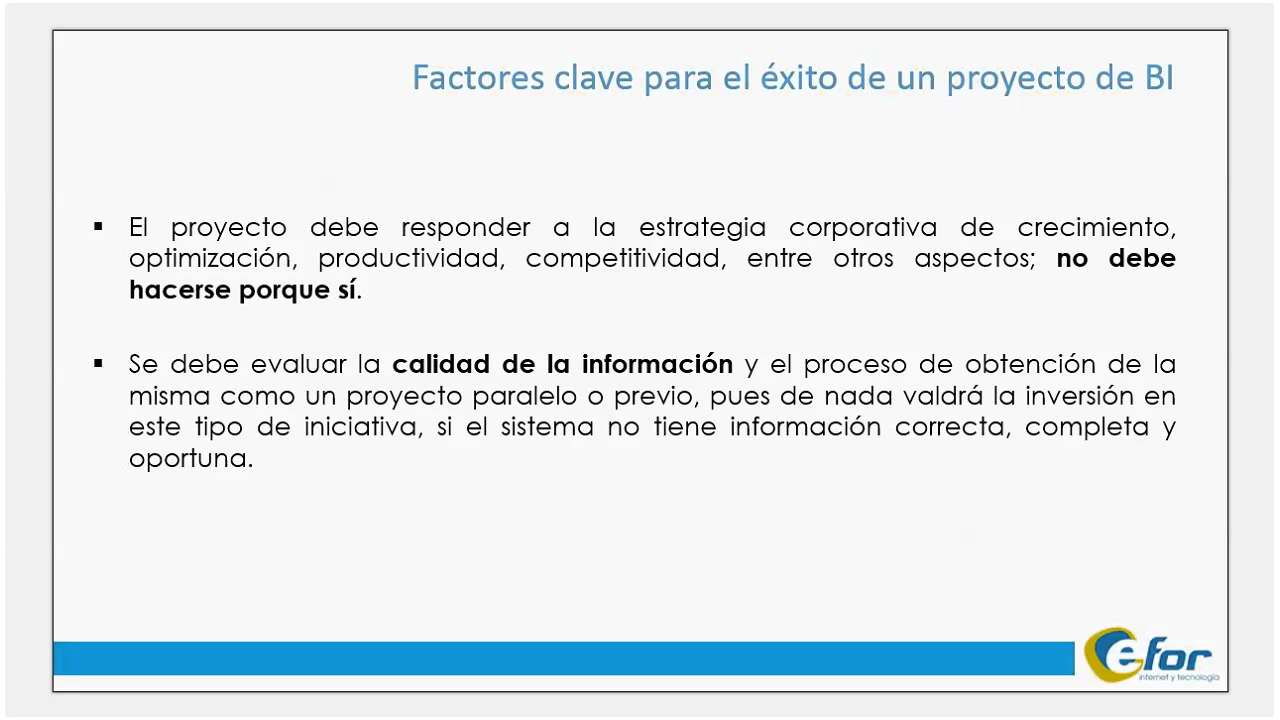 Factores clave para el éxito de un proyecto de BI
▪ El proyecto debe responder a la estrategia corporativa de crecimiento,
optimización, productividad, competitividad, entre otros aspectos; no debe
hacerse porque sí.
▪ Se debe evaluar la calidad de la información y el proceso de obtención de la
misma como un proyecto paralelo o previo, pues de nada valdrá la inversión en
este tipo de iniciativa, si el sistema no tiene información correcta, completa y
oportuna.
efor
internet y tecnología